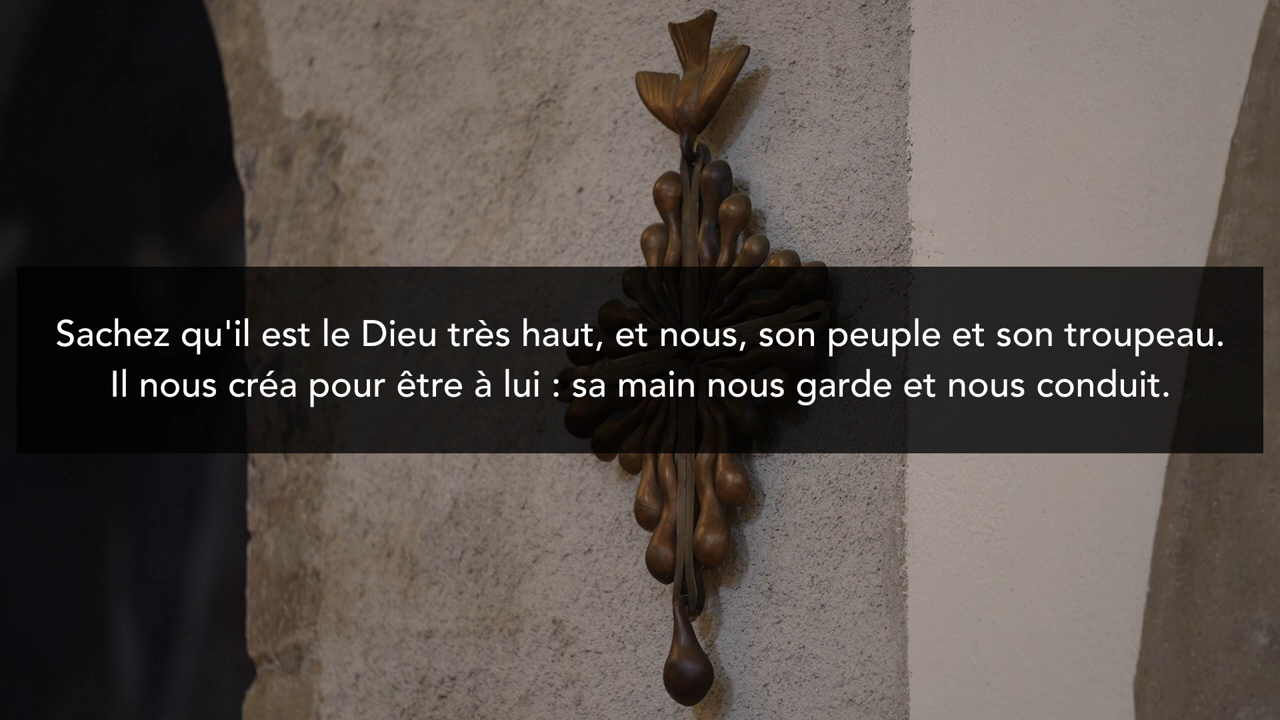 Sachez qu'il est le Dieu très haut, et nous, son peuple et son troupeau.
Il nous créa pour être à lui : sa main nous garde et nous conduit.